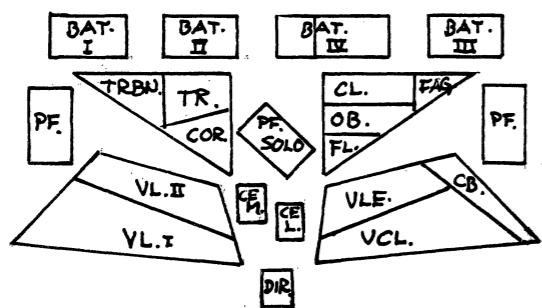 BAT. I
BAT. II
BAT. IV
BAT. III
TRBN.
TR.
COR.
CL.
FAG.
OB.
FL.
PF.
PF. SOLO
PF.
VL. II
VL. I
CEM.
CEL.
VLE.
CB.
VCL.
DIR.